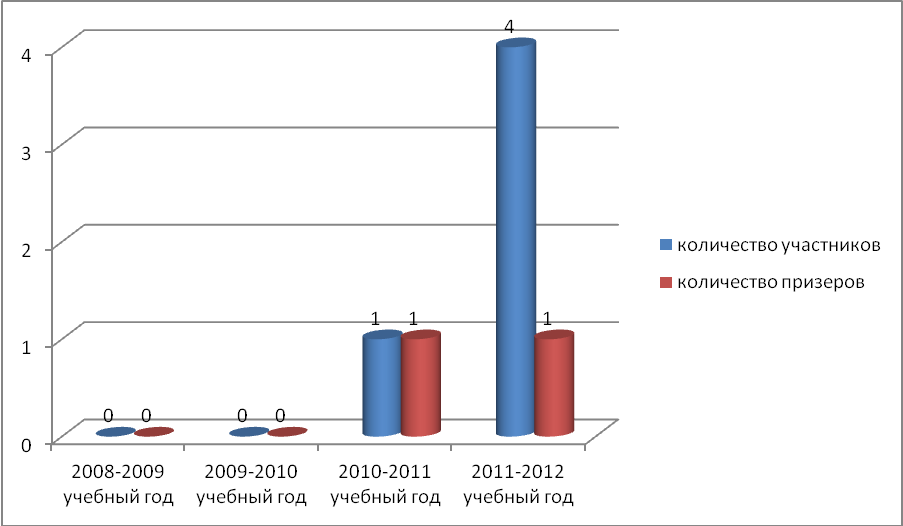 4
4
3
2
1
0
0 0 0 0 1 1 1
2008-2009 2009-2010 2010-2011 2011-2012
учебный год учебный год учебный год учебный год
количество участников
количество призеров